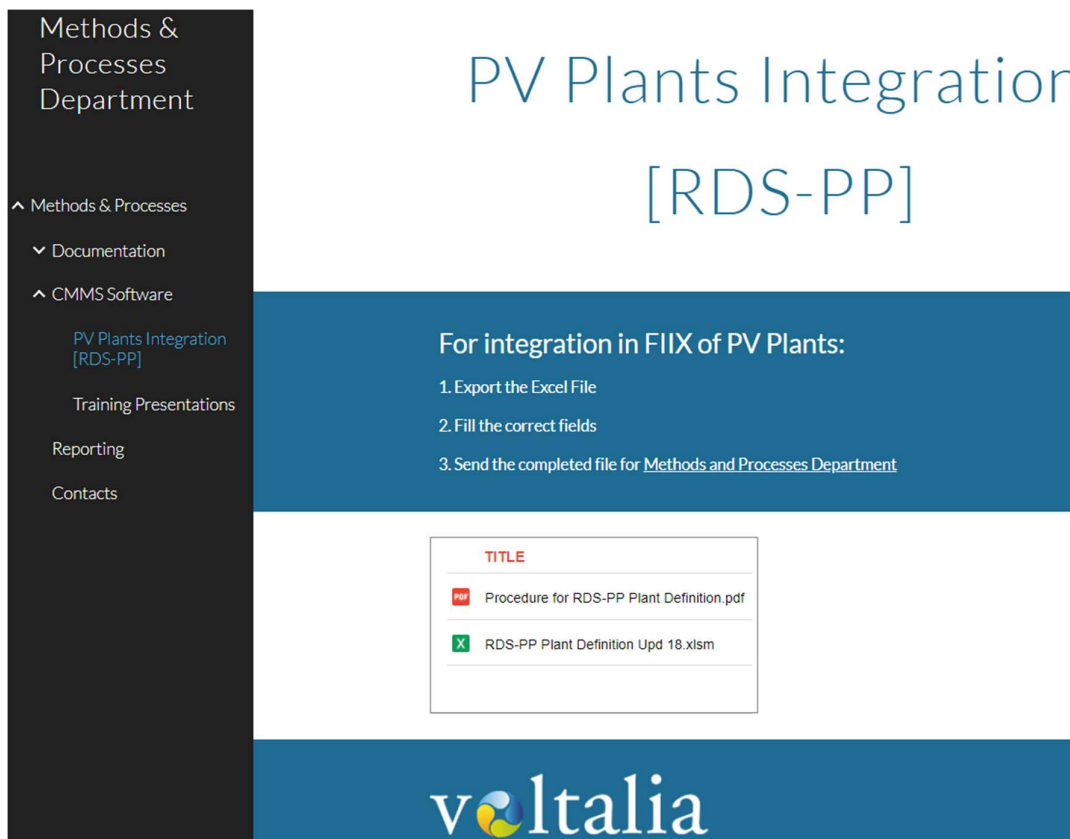 Methods &
Processes
Department
Methods & Processes
Documentation
CMMS Software
PV Plants Integration
[RDS-PP]
Training Presentations
Reporting
Contacts
PV Plants Integration
[RDS-PP]
For integration in FIIX of PV Plants:
1. Export the Excel File
2. Fill the correct fields
3. Send the completed file for Methods and Processes Department
TITLE
PDF Procedure for RDS-PP Plant Definition.pdf
X RDS-PP Plant Definition Upd 18.xlsm
voltalia